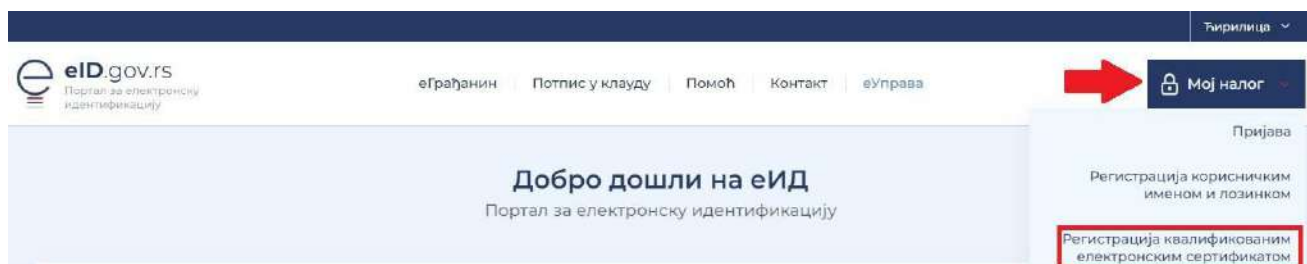 Ћирилица
eID.gov.rs
Портал за електронску
идентификацију
еГрађанин
Потпис у клауду
Помоћ
Контакт
еУправа
Мој налог
Пријава
Регистрација корисничким
именом и лозинком
Регистрација квалификованим
електронским сертификатом
Добро дошли на еИД
Портал за електронску идентификацију